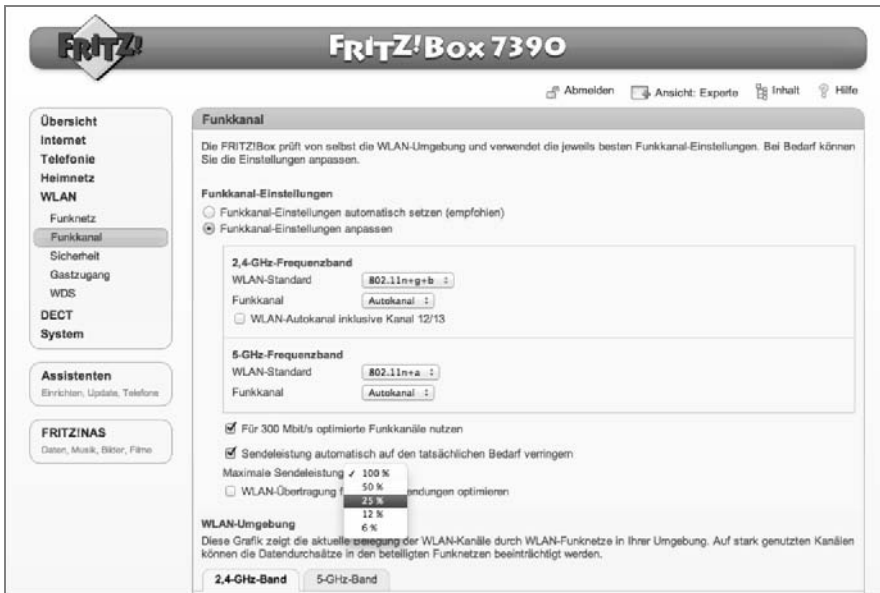 FRITZ!
FRITZ!Box 7390
Abmelden Ansicht: Experte Inhalt Hilfe
Übersicht
Internet
Telefonie
Heimnetz
WLAN
Funknetz
Funkkanal
Sicherheit
Gastzugang
WDS
DECT
System
Assistenten
Einrichten, Update, Telefone
FRITZ!NAS
Daten, Musik, Bilder, Filme
Funkkanal
Die FRITZ!Box prüft von selbst die WLAN-Umgebung und verwendet die jeweils besten Funkkanal-Einstellungen. Bei Bedarf können
Sie die Einstellungen anpassen.
Funkkanal-Einstellungen
Funkkanal-Einstellungen automatisch setzen (empfohlen)
Funkkanal-Einstellungen anpassen
2,4-GHz-Frequenzband
WLAN-Standard 802.11n+g+b
Funkkanal Autokanal
WLAN-Autokanal inklusive Kanal 12/13
5-GHz-Frequenzband
WLAN-Standard 802.11n+a
Funkkanal Autokanal
Für 300 Mbit/s optimierte Funkkanäle nutzen
Sendeleistung automatisch auf den tatsächlichen Bedarf verringern
Maximale Sendeleistung ✓ 100 %
50 %
WLAN-Übertragung f endungen optimieren
25 %
12 %
6 %
WLAN-Umgebung
Diese Grafik zeigt die aktuelle Belegung der WLAN-Kanäle durch WLAN-Funknetze in Ihrer Umgebung. Auf stark genutzten Kanälen
können die Datendurchsätze in den beteiligten Funknetzen beeinträchtigt werden.
2,4-GHz-Band 5-GHz-Band